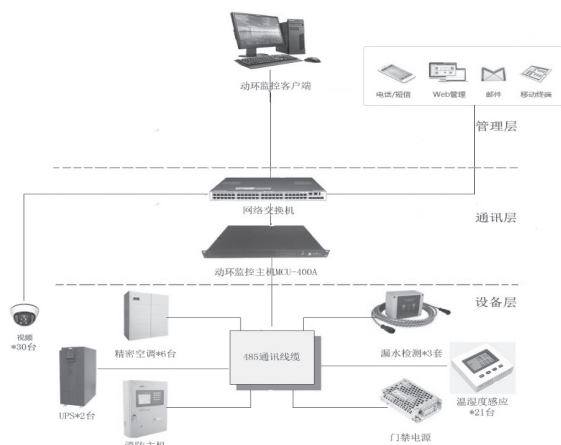 动环监控客户端
电话/短信
Web管理
邮件
移动终端
管理层
网络交换机
通讯层
动环监控主机MCU-400A
设备层
视频
*30台
精密空调*6台
485通讯线缆
漏水检测*3套
UPS*2台
温湿度感应
*21台
消防主机
门禁电源